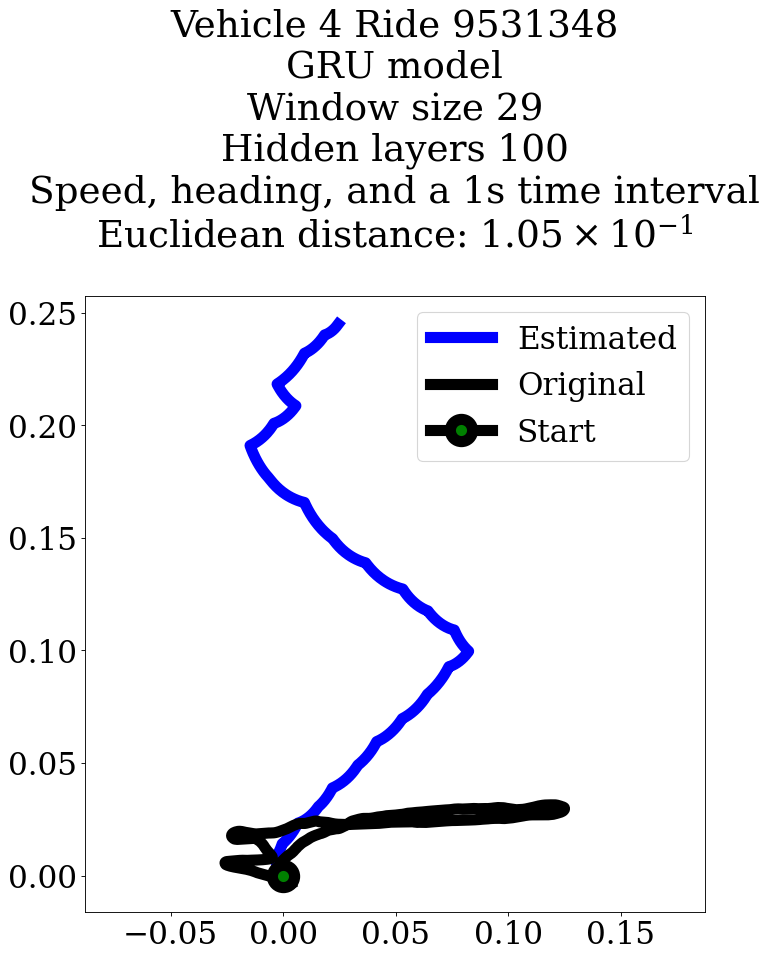 Vehicle 4 Ride 9531348
GRU model
Window size 29
Hidden layers 100
Speed, heading, and a 1s time interval
Euclidean distance: 1.05 × 10⁻¹
0.25
0.20
0.15
0.10
0.05
0.00
Estimated
Original
Start
−0.05 0.00 0.05 0.10 0.15